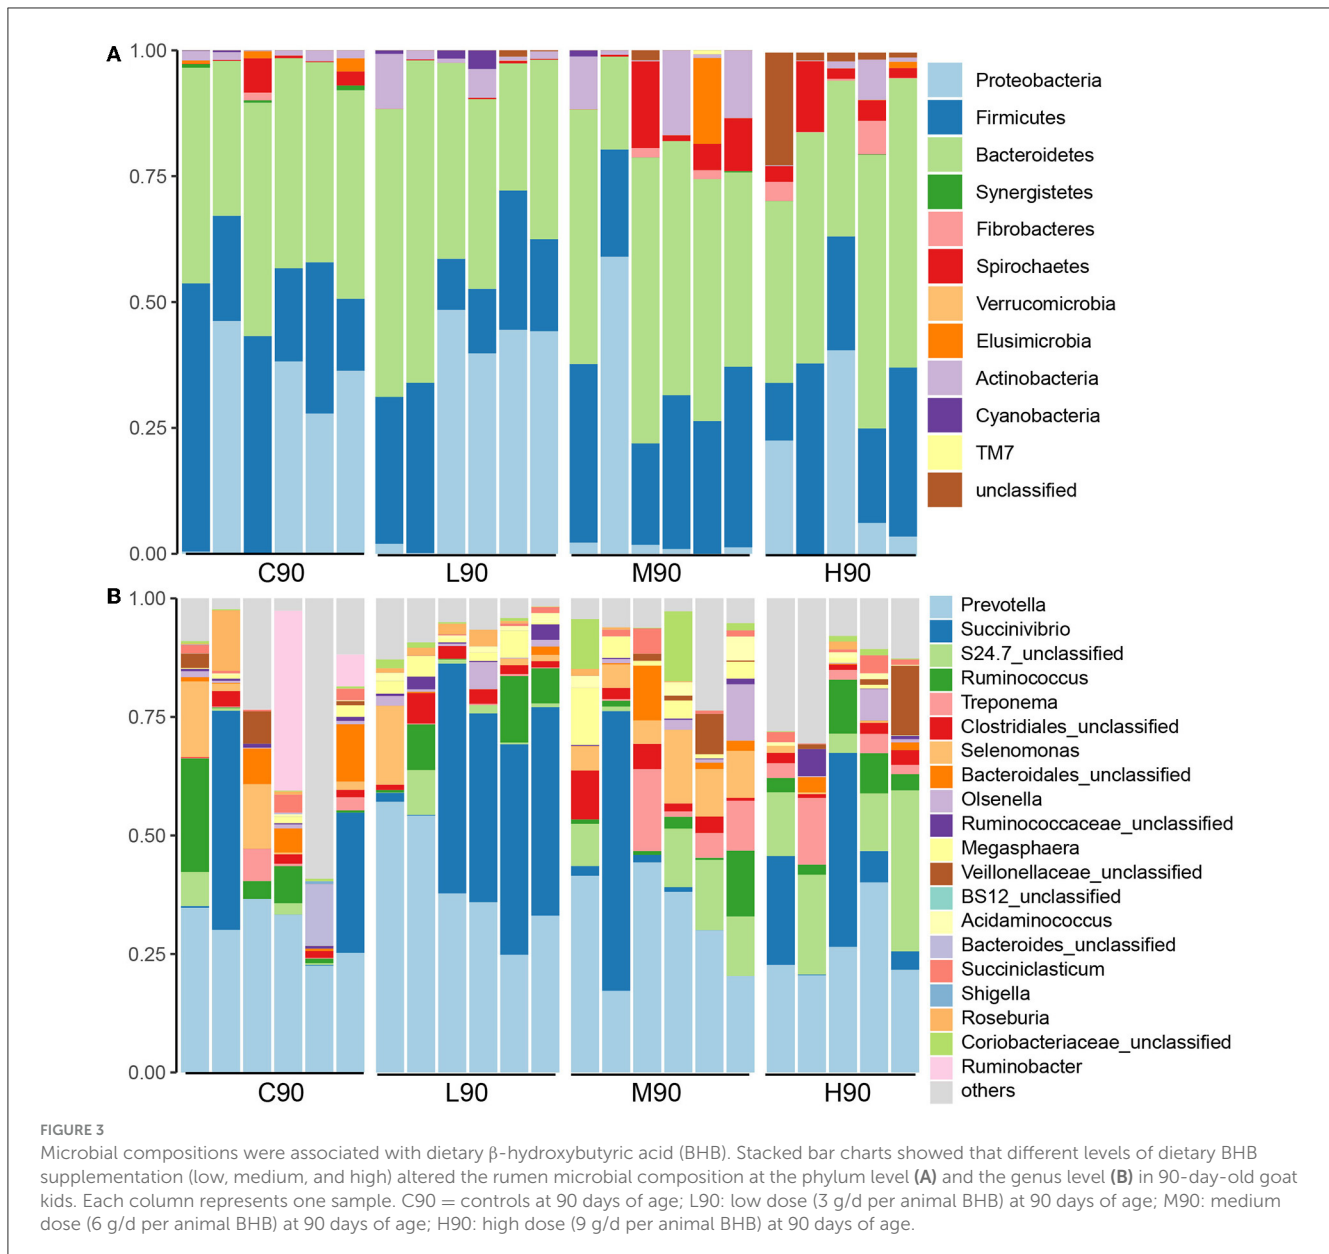 A
1.00
0.75
0.50
0.25
0.00
C90
L90
M90
H90
Proteobacteria
Firmicutes
Bacteroidetes
Synergistetes
Fibrobacteres
Spirochaetes
Verrucomicrobia
Elusimicrobia
Actinobacteria
Cyanobacteria
TM7
unclassified
B
1.00
0.75
0.50
0.25
0.00
C90
L90
M90
H90
Prevotella
Succinivibrio
S24.7_unclassified
Ruminococcus
Treponema
Clostridiales_unclassified
Selenomonas
Bacteroidales_unclassified
Olsenella
Ruminococcaceae_unclassified
Megasphaera
Veillonellaceae_unclassified
BS12_unclassified
Acidaminococcus
Bacteroides_unclassified
Succiniclasticum
Shigella
Roseburia
Coriobacteriaceae_unclassified
Ruminobacter
others
FIGURE 3
Microbial compositions were associated with dietary β-hydroxybutyric acid (BHB). Stacked bar charts showed that different levels of dietary BHB
supplementation (low, medium, and high) altered the rumen microbial composition at the phylum level (A) and the genus level (B) in 90-day-old goat
kids. Each column represents one sample. C90 = controls at 90 days of age; L90: low dose (3 g/d per animal BHB) at 90 days of age; M90: medium
dose (6 g/d per animal BHB) at 90 days of age; H90: high dose (9 g/d per animal BHB) at 90 days of age.